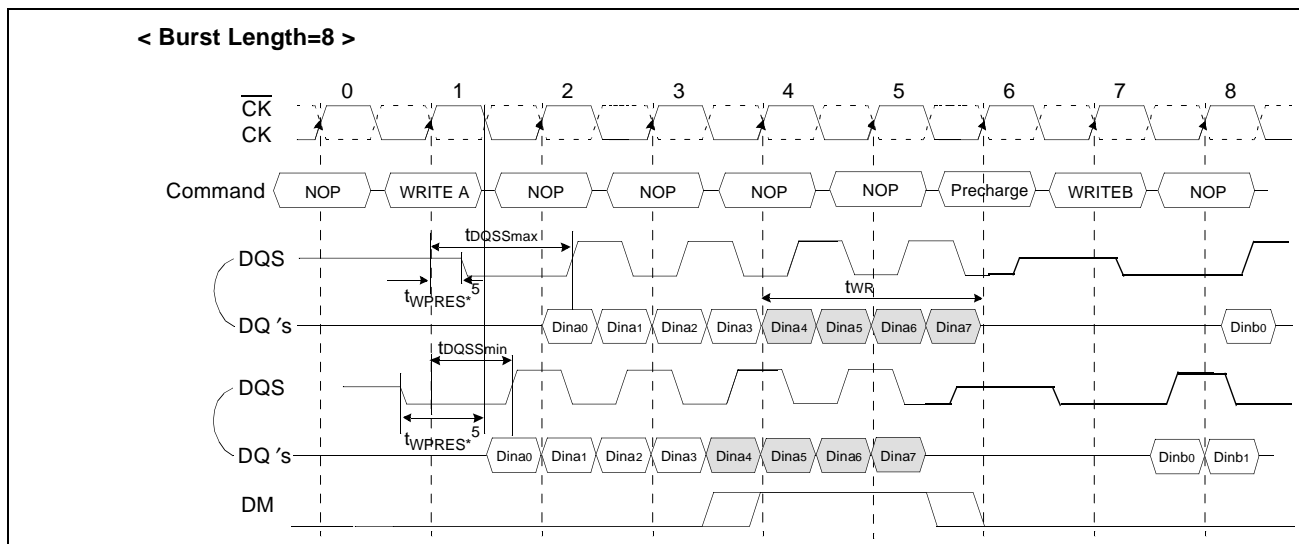 < Burst Length=8 >
0 1 2 3 4 5 6 7 8
CK
CK
Command NOP WRITE A NOP NOP NOP NOP Precharge WRITEB NOP
tDQSSmax
DQS
tWPRES*5
tWR
DQ 's Dina0 Dina1 Dina2 Dina3 Dina4 Dina5 Dina6 Dina7 Dinb0
tDQSSmin
DQS
tWPRES*5
DQ 's Dina0 Dina1 Dina2 Dina3 Dina4 Dina5 Dina6 Dina7 Dinb0 Dinb1
DM